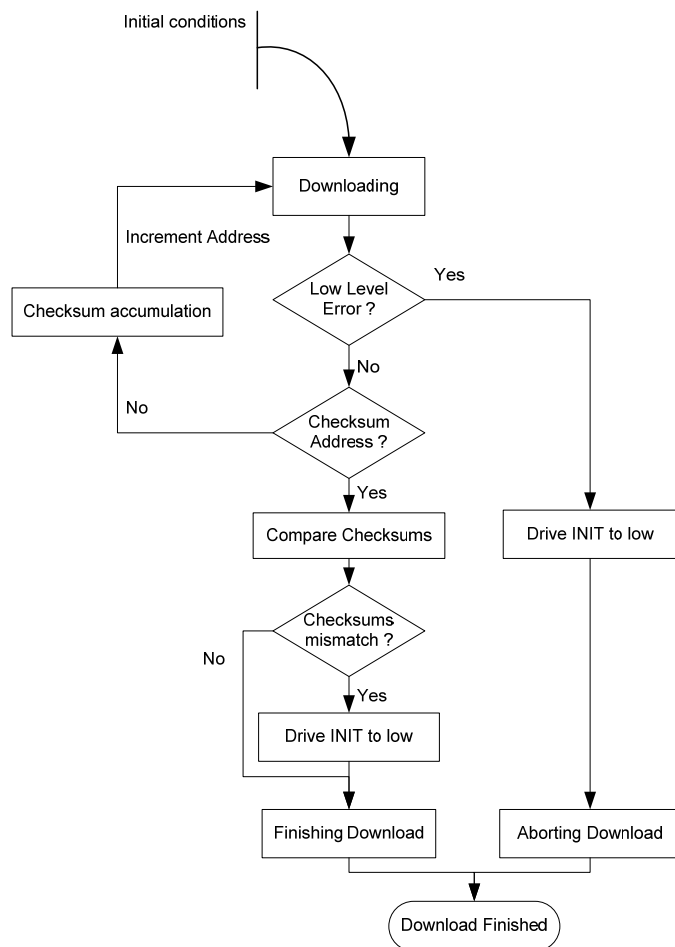 Initial conditions
Downloading
Increment Address
Yes
Low Level
Error ?
Checksum accumulation
No
No
Checksum
Address ?
Yes
Compare Checksums
Drive INIT to low
Checksums
mismatch ?
No
Yes
Drive INIT to low
Finishing Download
Aborting Download
Download Finished